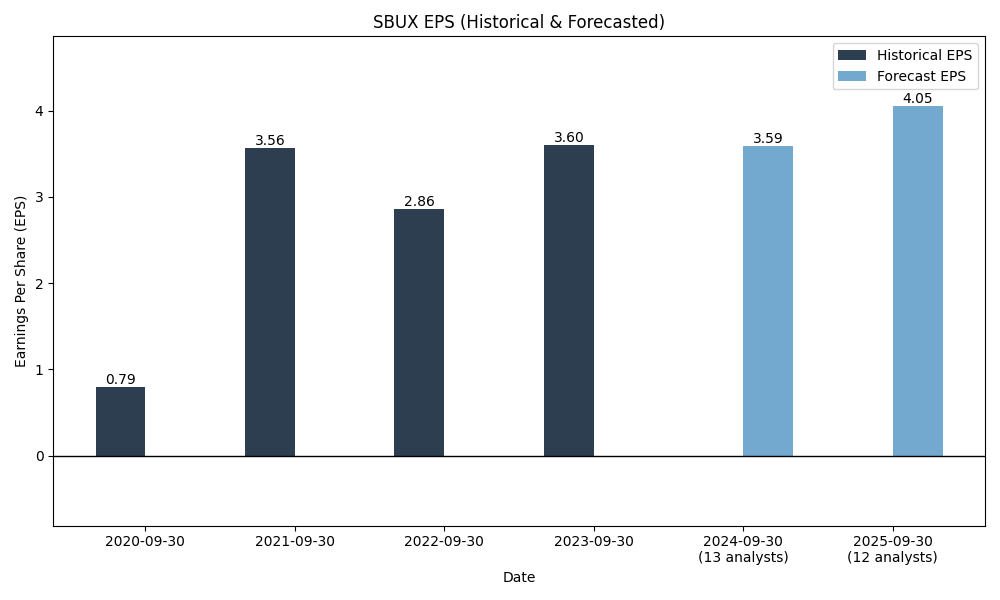 SBUX EPS (Historical & Forecasted)
Historical EPS
Forecast EPS
Earnings Per Share (EPS)
4
3
2
1
0
0.79
3.56
2.86
3.60
3.59
4.05
2020-09-30
2021-09-30
2022-09-30
2023-09-30
2024-09-30
(13 analysts)
2025-09-30
(12 analysts)
Date